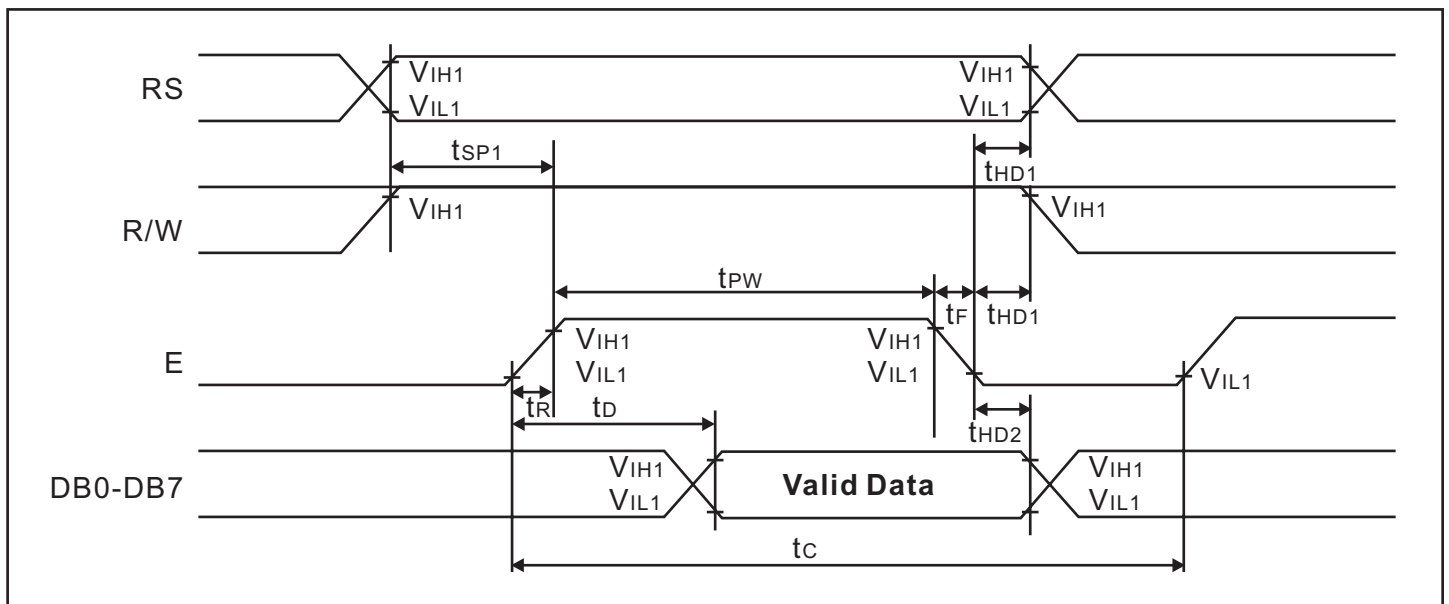 RS
VIH1
VIL1
VIH1
VIL1
tSP1
tHD1
R/W
VIH1
VIH1
tPW
tF
tHD1
E
VIH1
VIL1
VIH1
VIL1
VIL1
tR
tD
tHD2
DB0-DB7
VIH1
VIL1
Valid Data
VIH1
VIL1
tC